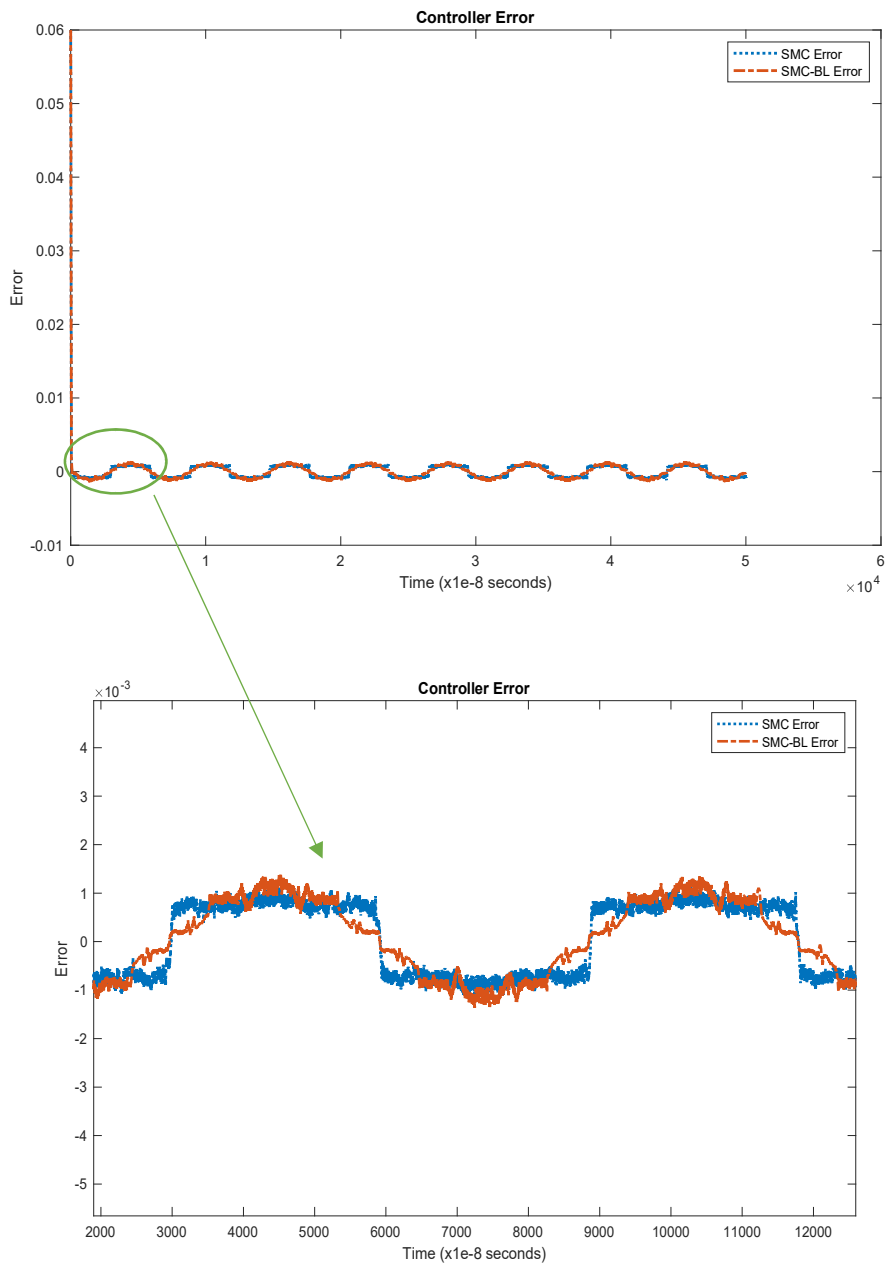 Controller Error
0.06
0.05
0.04
0.03
0.02
0.01
0
-0.01
Error
SMC Error
SMC-BL Error
0 1 2 3 4 5 6
Time (x1e-8 seconds)
×10^4
×10^-3
Controller Error
4
3
2
1
0
-1
-2
-3
-4
-5
Error
SMC Error
SMC-BL Error
2000 3000 4000 5000 6000 7000 8000 9000 10000 11000 12000
Time (x1e-8 seconds)